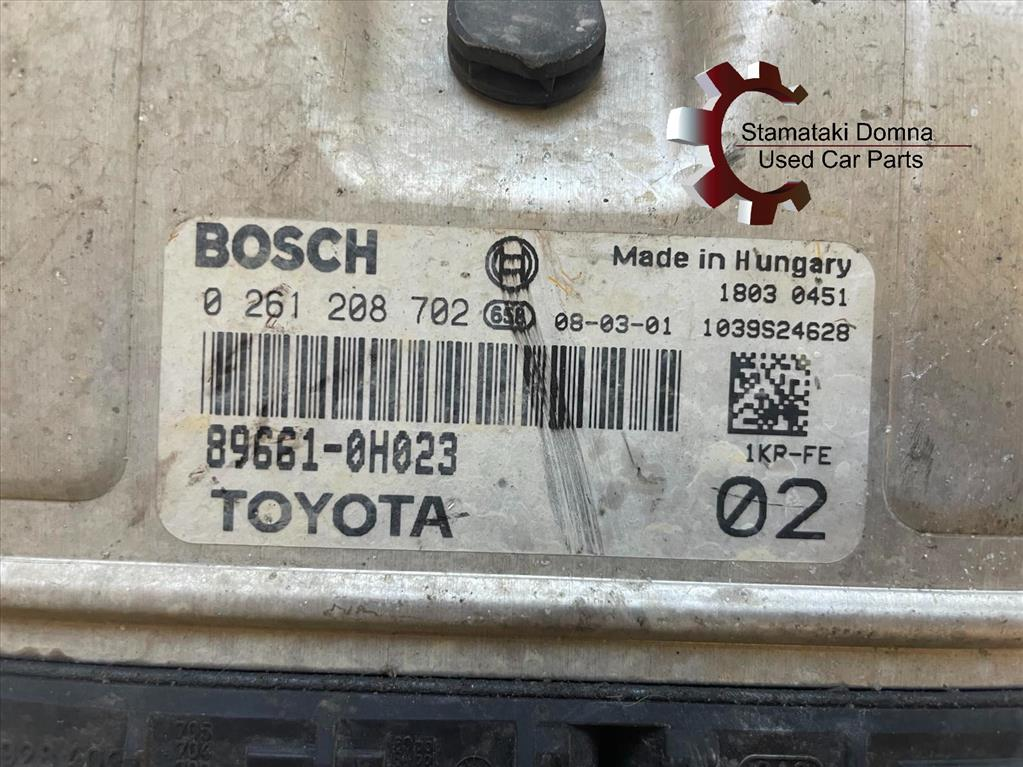 Stamataki Domna
Used Car Parts
BOSCH
Made in Hungary
1803 0451
0 261 208 702
08-03-01
1039S24628
89661-0H023
1KR-FE
TOYOTA
02